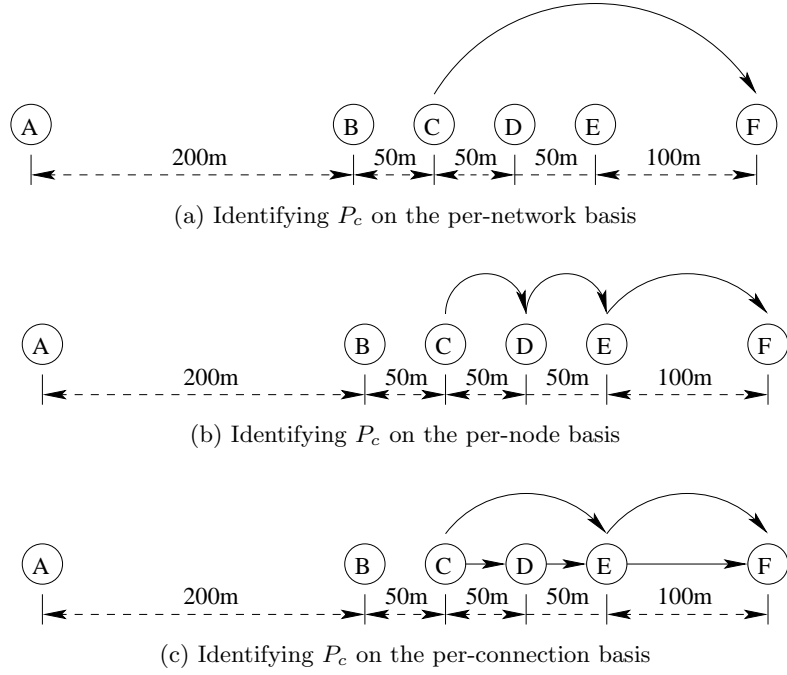 A B C D E F
200m 50m 50m 50m 100m
(a) Identifying P_c on the per-network basis
A B C D E F
200m 50m 50m 50m 100m
(b) Identifying P_c on the per-node basis
A B C D E F
200m 50m 50m 50m 100m
(c) Identifying P_c on the per-connection basis